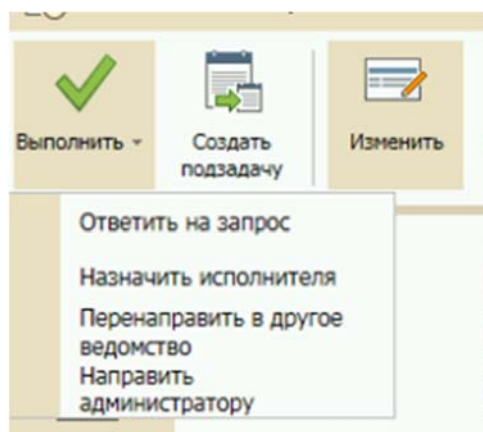 Выполнить
Создать
подзадачу
Изменить
Ответить на запрос
Назначить исполнителя
Перенаправить в другое
ведомство
Направить
администратору